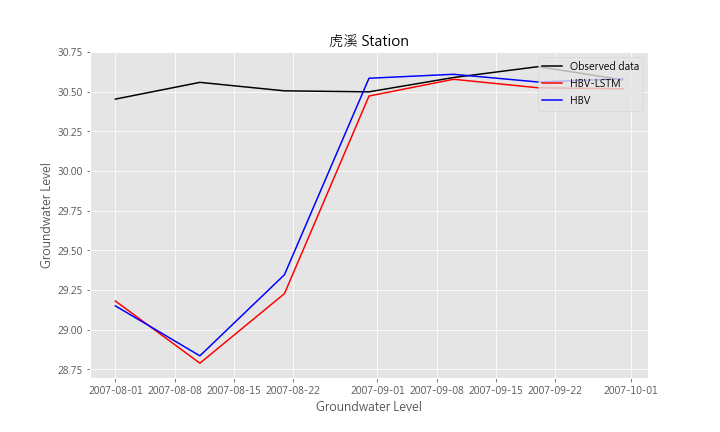 虎溪 Station
30.75
30.50
30.25
30.00
29.75
29.50
29.25
29.00
28.75
Groundwater Level
Observed data
HBV-LSTM
HBV
2007-08-01 2007-08-08 2007-08-15 2007-08-22 2007-09-01 2007-09-08 2007-09-15 2007-09-22 2007-10-01
Groundwater Level